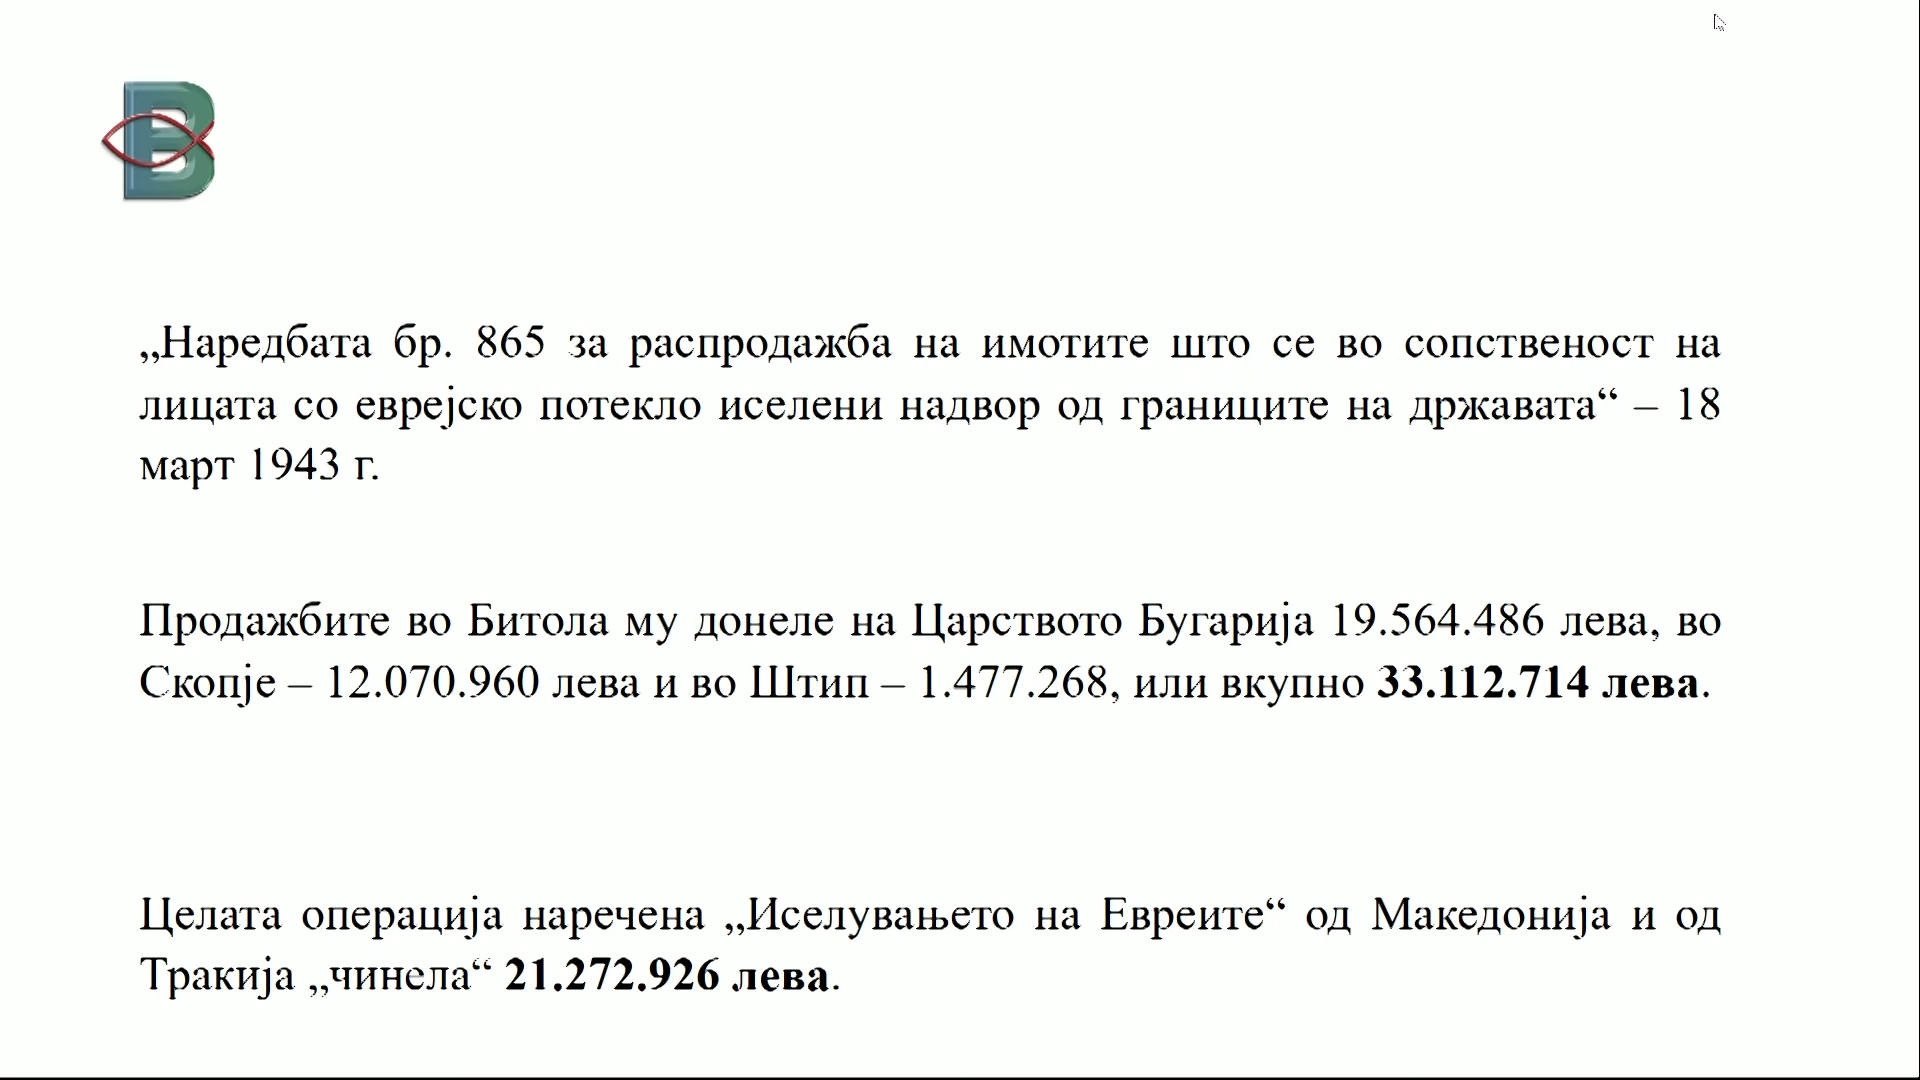 B
„Наредбата бр. 865 за распродажба на имотите што се во сопственост на
лицата со еврејско потекло иселени надвор од границите на државата“ – 18
март 1943 г.
Продажбите во Битола му донеле на Царството Бугарија 19.564.486 лева, во
Скопје – 12.070.960 лева и во Штип – 1.477.268, или вкупно 33.112.714 лева.
Целата операција наречена „Иселувањето на Евреите“ од Македонија и од
Тракија „чинела“ 21.272.926 лева.